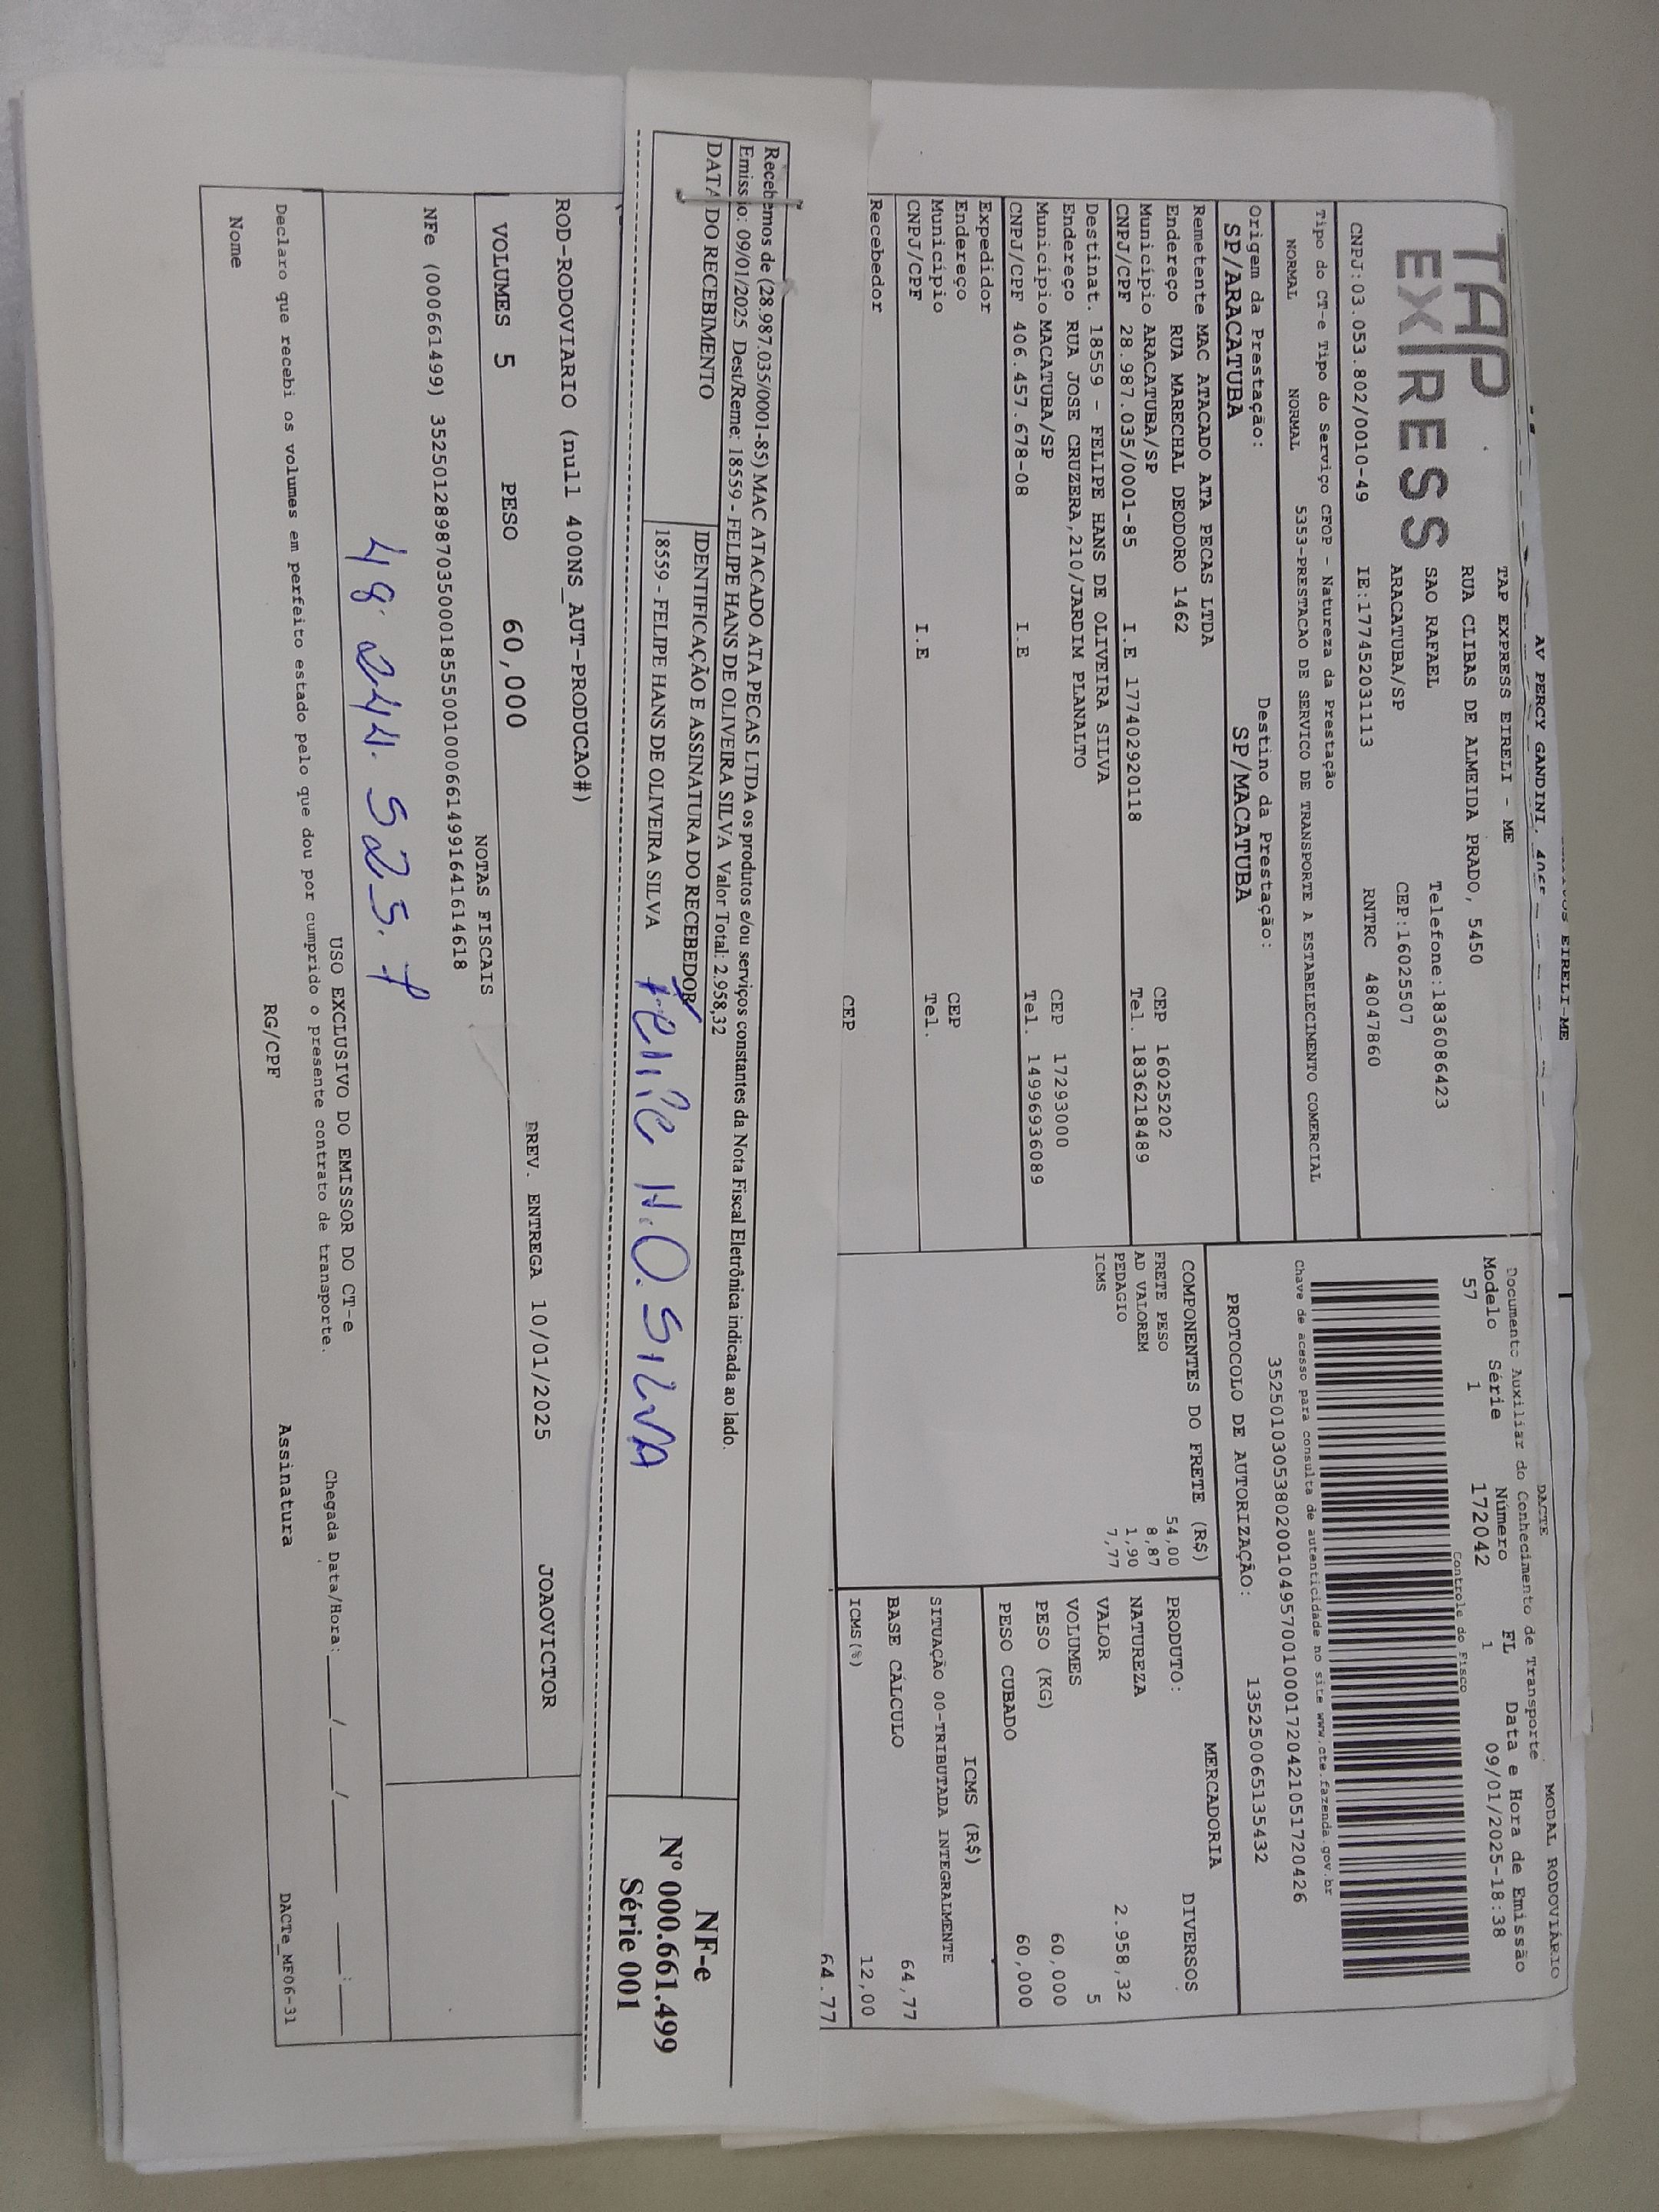 AV PERCY GANDINI,
EIRELI-ME
TAP
EXPRESS
TAP EXPRESS EIRELI - ME
RUA CLIBAS DE ALMEIDA PRADO, 5450
SAO RAFAEL Telefone:1836086423
ARACATUBA/SP CEP:16025507
CNPJ:03.053.802/0010-49 IE:177452031113 RNTRC 48047860
DACTE MODAL RODOVIÁRIO
Documento Auxiliar do Conhecimento de Transporte
Modelo Série Número FL Data e Hora de Emissão
57 1 172042 1 09/01/2025-18:38
Controle do Fisco
Chave de acesso para consulta de autenticidade no site www.cte.fazenda.gov.br
35250103053802001049570010001720421051720426
PROTOCOLO DE AUTORIZAÇÃO: 135250065135432
Tipo do CT-e Tipo do Serviço CFOP - Natureza da Prestação
NORMAL NORMAL 5353-PRESTACAO DE SERVICO DE TRANSPORTE A ESTABELECIMENTO COMERCIAL
Origem da Prestação: Destino da Prestação:
SP/ARACATUBA SP/MACATUBA
Remetente MAC ATACADO ATA PECAS LTDA
Endereço RUA MARECHAL DEODORO 1462 CEP 16025202
Município ARACATUBA/SP Tel. 1836218489
CNPJ/CPF 28.987.035/0001-85 I.E 177402920118
Destinat. 18559 - FELIPE HANS DE OLIVEIRA SILVA
Endereço RUA JOSE CRUZERA,210/JARDIM PLANALTO CEP 17293000
Município MACATUBA/SP Tel. 14996936089
CNPJ/CPF 406.457.678-08 I.E
Expedidor
Endereço CEP
Município Tel.
CNPJ/CPF I.E
Recebedor
CEP
COMPONENTES DO FRETE (R$)
FRETE PESO 54,00
AD VALOREM 8,87
PEDAGIO 1,90
ICMS 7,77
MERCADORIA
PRODUTO: DIVERSOS
NATUREZA
VALOR 2.958,32
VOLUMES 5
PESO (KG) 60,000
PESO CUBADO 60,000
ICMS (R$)
SITUAÇÃO 00-TRIBUTADA INTEGRALMENTE
BASE CÁLCULO 64,77
ICMS(%) 12,00
64.77
Recebemos de (28.987.035/0001-85) MAC ATACADO ATA PECAS LTDA os produtos e/ou serviços constantes da Nota Fiscal Eletrônica indicada ao lado.
Emissão: 09/01/2025 Dest/Reme: 18559 - FELIPE HANS DE OLIVEIRA SILVA Valor Total: 2.958,32
DATA DO RECEBIMENTO IDENTIFICAÇÃO E ASSINATURA DO RECEBEDOR
18559 - FELIPE HANS DE OLIVEIRA SILVA Felipe H.O. SILVA
NF-e
Nº 000.661.499
Série 001
ROD-RODOVIARIO (null 400NS_AUT-PRODUCAO#)
VOLUMES 5 PESO 60,000 PREV. ENTREGA 10/01/2025 JOAOVICTOR
NOTAS FISCAIS
NFe (000661499) 35250128987035000185550010006614991641614618
48.244.525.7
USO EXCLUSIVO DO EMISSOR DO CT-e Chegada Data/Hora:____/____/____ ___:___
Declaro que recebi os volumes em perfeito estado pelo que dou por cumprido o presente contrato de transporte.
Nome RG/CPF Assinatura DACTe_MF06-31